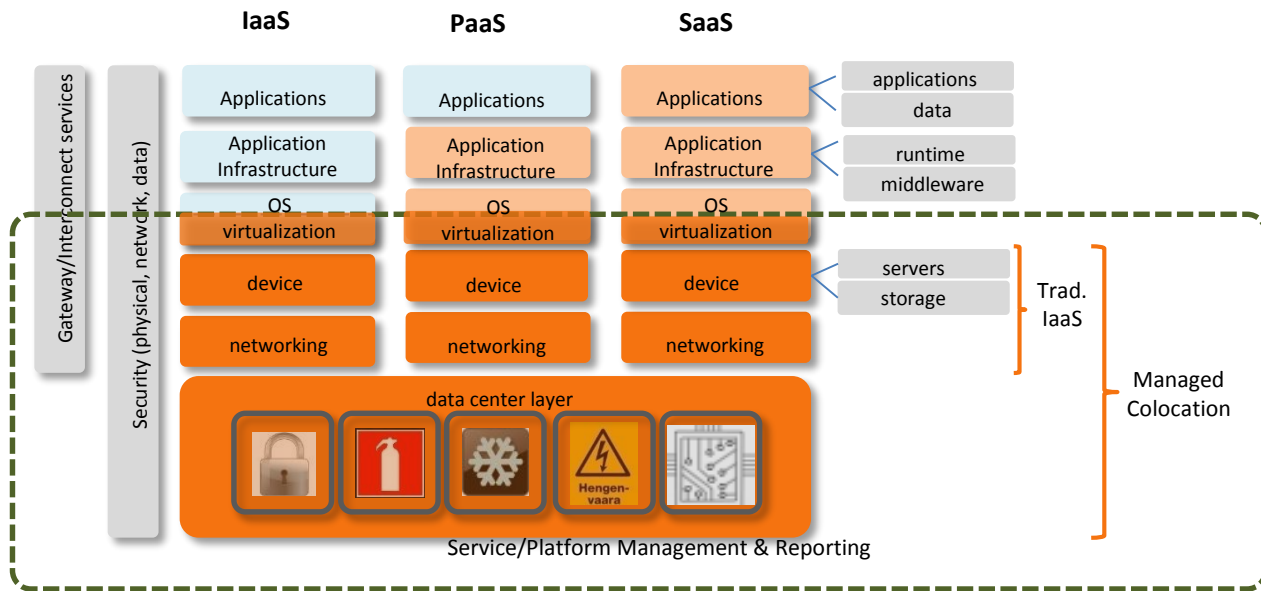 IaaS
PaaS
SaaS
Gateway/Interconnect services
Security (physical, network, data)
Applications
Applications
Applications
applications
data
Application
Infrastructure
Application
Infrastructure
Application
Infrastructure
runtime
middleware
OS
virtualization
OS
virtualization
OS
virtualization
device
device
device
servers
storage
Trad.
IaaS
networking
networking
networking
Managed
Colocation
data center layer
Hengen-
vaara
Service/Platform Management & Reporting